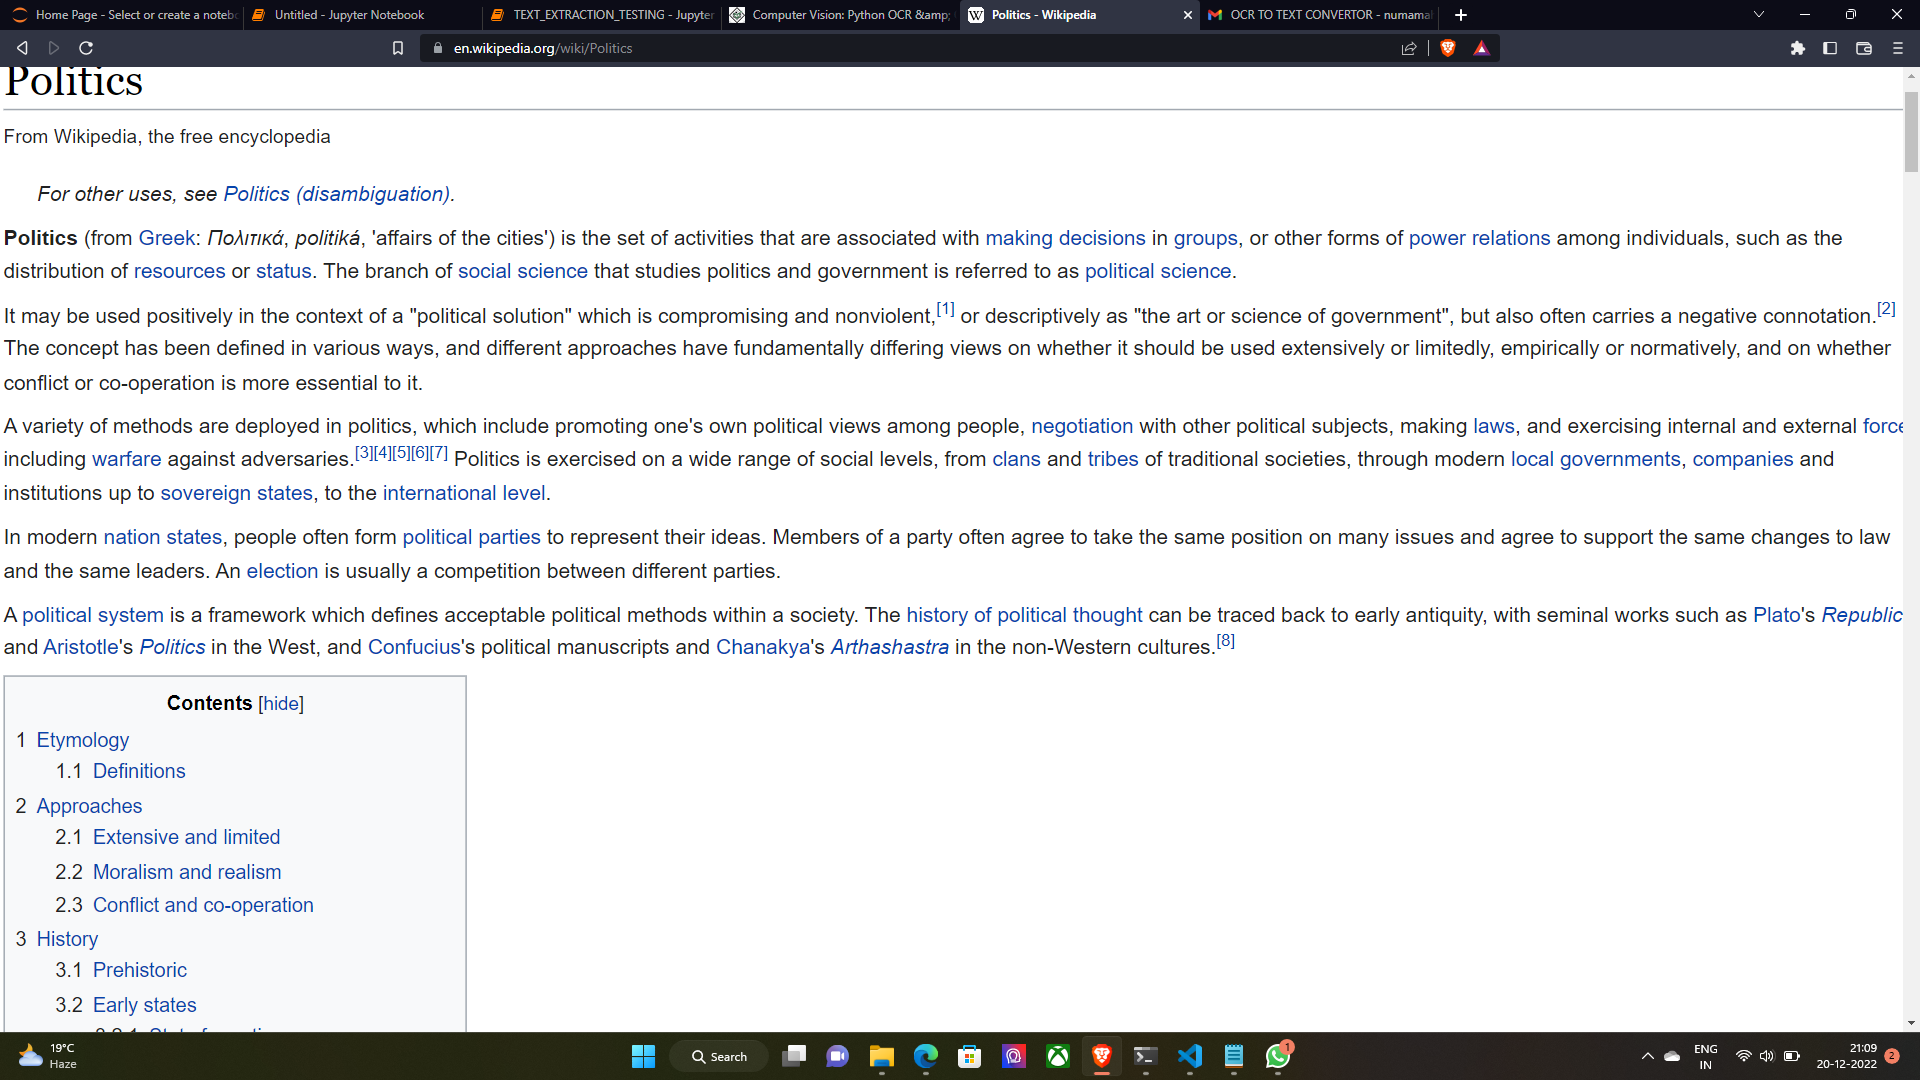 Home Page - Select or create a noteb
Untitled - Jupyter Notebook
TEXT_EXTRACTION_TESTING - Jupyter
Computer Vision: Python OCR &amp;
Politics - Wikipedia
OCR TO TEXT CONVERTOR - numama
en.wikipedia.org/wiki/Politics
Politics
From Wikipedia, the free encyclopedia
For other uses, see Politics (disambiguation).
Politics (from Greek: Πολιτικά, politiká, 'affairs of the cities') is the set of activities that are associated with making decisions in groups, or other forms of power relations among individuals, such as the
distribution of resources or status. The branch of social science that studies politics and government is referred to as political science.
It may be used positively in the context of a "political solution" which is compromising and nonviolent,[1] or descriptively as "the art or science of government", but also often carries a negative connotation.[2]
The concept has been defined in various ways, and different approaches have fundamentally differing views on whether it should be used extensively or limitedly, empirically or normatively, and on whether
conflict or co-operation is more essential to it.
A variety of methods are deployed in politics, which include promoting one's own political views among people, negotiation with other political subjects, making laws, and exercising internal and external force
including warfare against adversaries.[3][4][5][6][7] Politics is exercised on a wide range of social levels, from clans and tribes of traditional societies, through modern local governments, companies and
institutions up to sovereign states, to the international level.
In modern nation states, people often form political parties to represent their ideas. Members of a party often agree to take the same position on many issues and agree to support the same changes to law
and the same leaders. An election is usually a competition between different parties.
A political system is a framework which defines acceptable political methods within a society. The history of political thought can be traced back to early antiquity, with seminal works such as Plato's Republic
and Aristotle's Politics in the West, and Confucius's political manuscripts and Chanakya's Arthashastra in the non-Western cultures.[8]
Contents [hide]
1 Etymology
1.1 Definitions
2 Approaches
2.1 Extensive and limited
2.2 Moralism and realism
2.3 Conflict and co-operation
3 History
3.1 Prehistoric
3.2 Early states
19°C
Haze
Search
1
ENG
IN
21:09
20-12-2022
2